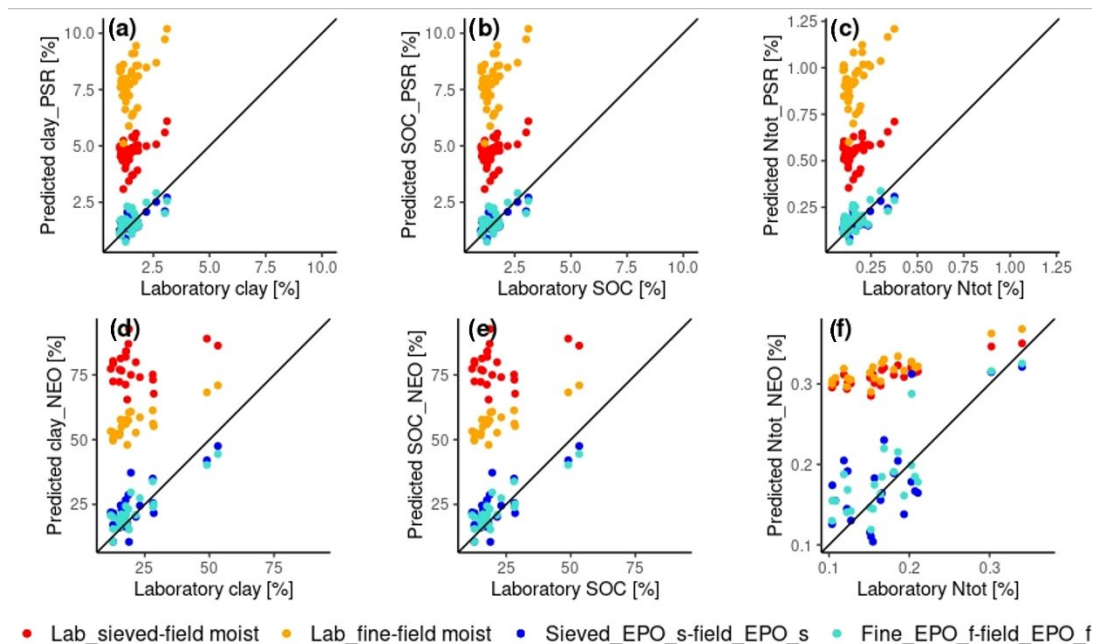 (a)
Predicted clay_PSR [%]
10.0
7.5
5.0
2.5
2.5 5.0 7.5 10.0
Laboratory clay [%]
(b)
Predicted SOC_PSR [%]
10.0
7.5
5.0
2.5
2.5 5.0 7.5 10.0
Laboratory SOC [%]
(c)
Predicted Ntot_PSR [%]
1.25
1.00
0.75
0.50
0.25
0.25 0.50 0.75 1.00 1.25
Laboratory Ntot [%]
(d)
Predicted clay_NEO [%]
75
50
25
25 50 75
Laboratory clay [%]
(e)
Predicted SOC_NEO [%]
75
50
25
25 50 75
Laboratory SOC [%]
(f)
Predicted Ntot_NEO [%]
0.3
0.2
0.1
0.1 0.2 0.3
Laboratory Ntot [%]
Lab_sieved-field moist Lab_fine-field moist Sieved_EPO_s-field_EPO_s Fine_EPO_f-field_EPO_f